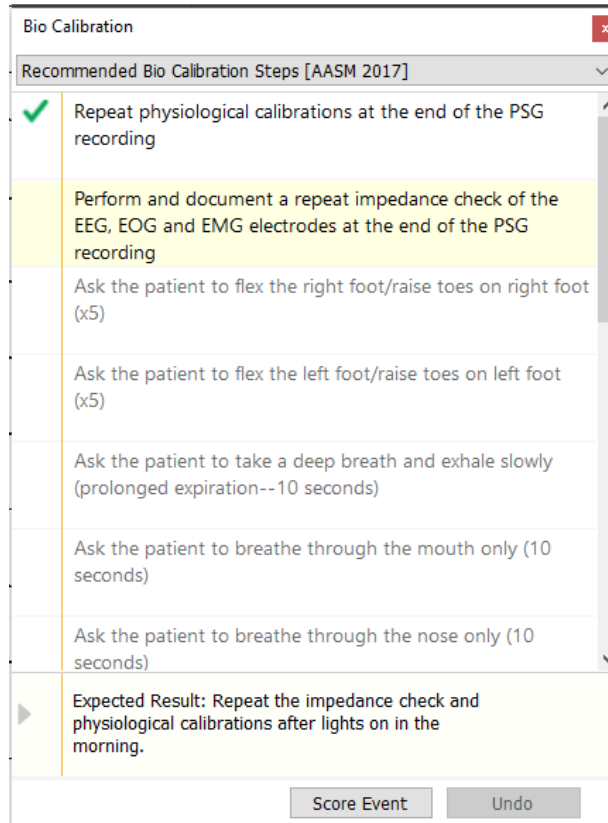 Bio Calibration
x
Recommended Bio Calibration Steps [AASM 2017]
Repeat physiological calibrations at the end of the PSG
recording
Perform and document a repeat impedance check of the
EEG, EOG and EMG electrodes at the end of the PSG
recording
Ask the patient to flex the right foot/raise toes on right foot
(x5)
Ask the patient to flex the left foot/raise toes on left foot
(x5)
Ask the patient to take a deep breath and exhale slowly
(prolonged expiration--10 seconds)
Ask the patient to breathe through the mouth only (10
seconds)
Ask the patient to breathe through the nose only (10
seconds)
Expected Result: Repeat the impedance check and
physiological calibrations after lights on in the
morning.
Score Event
Undo